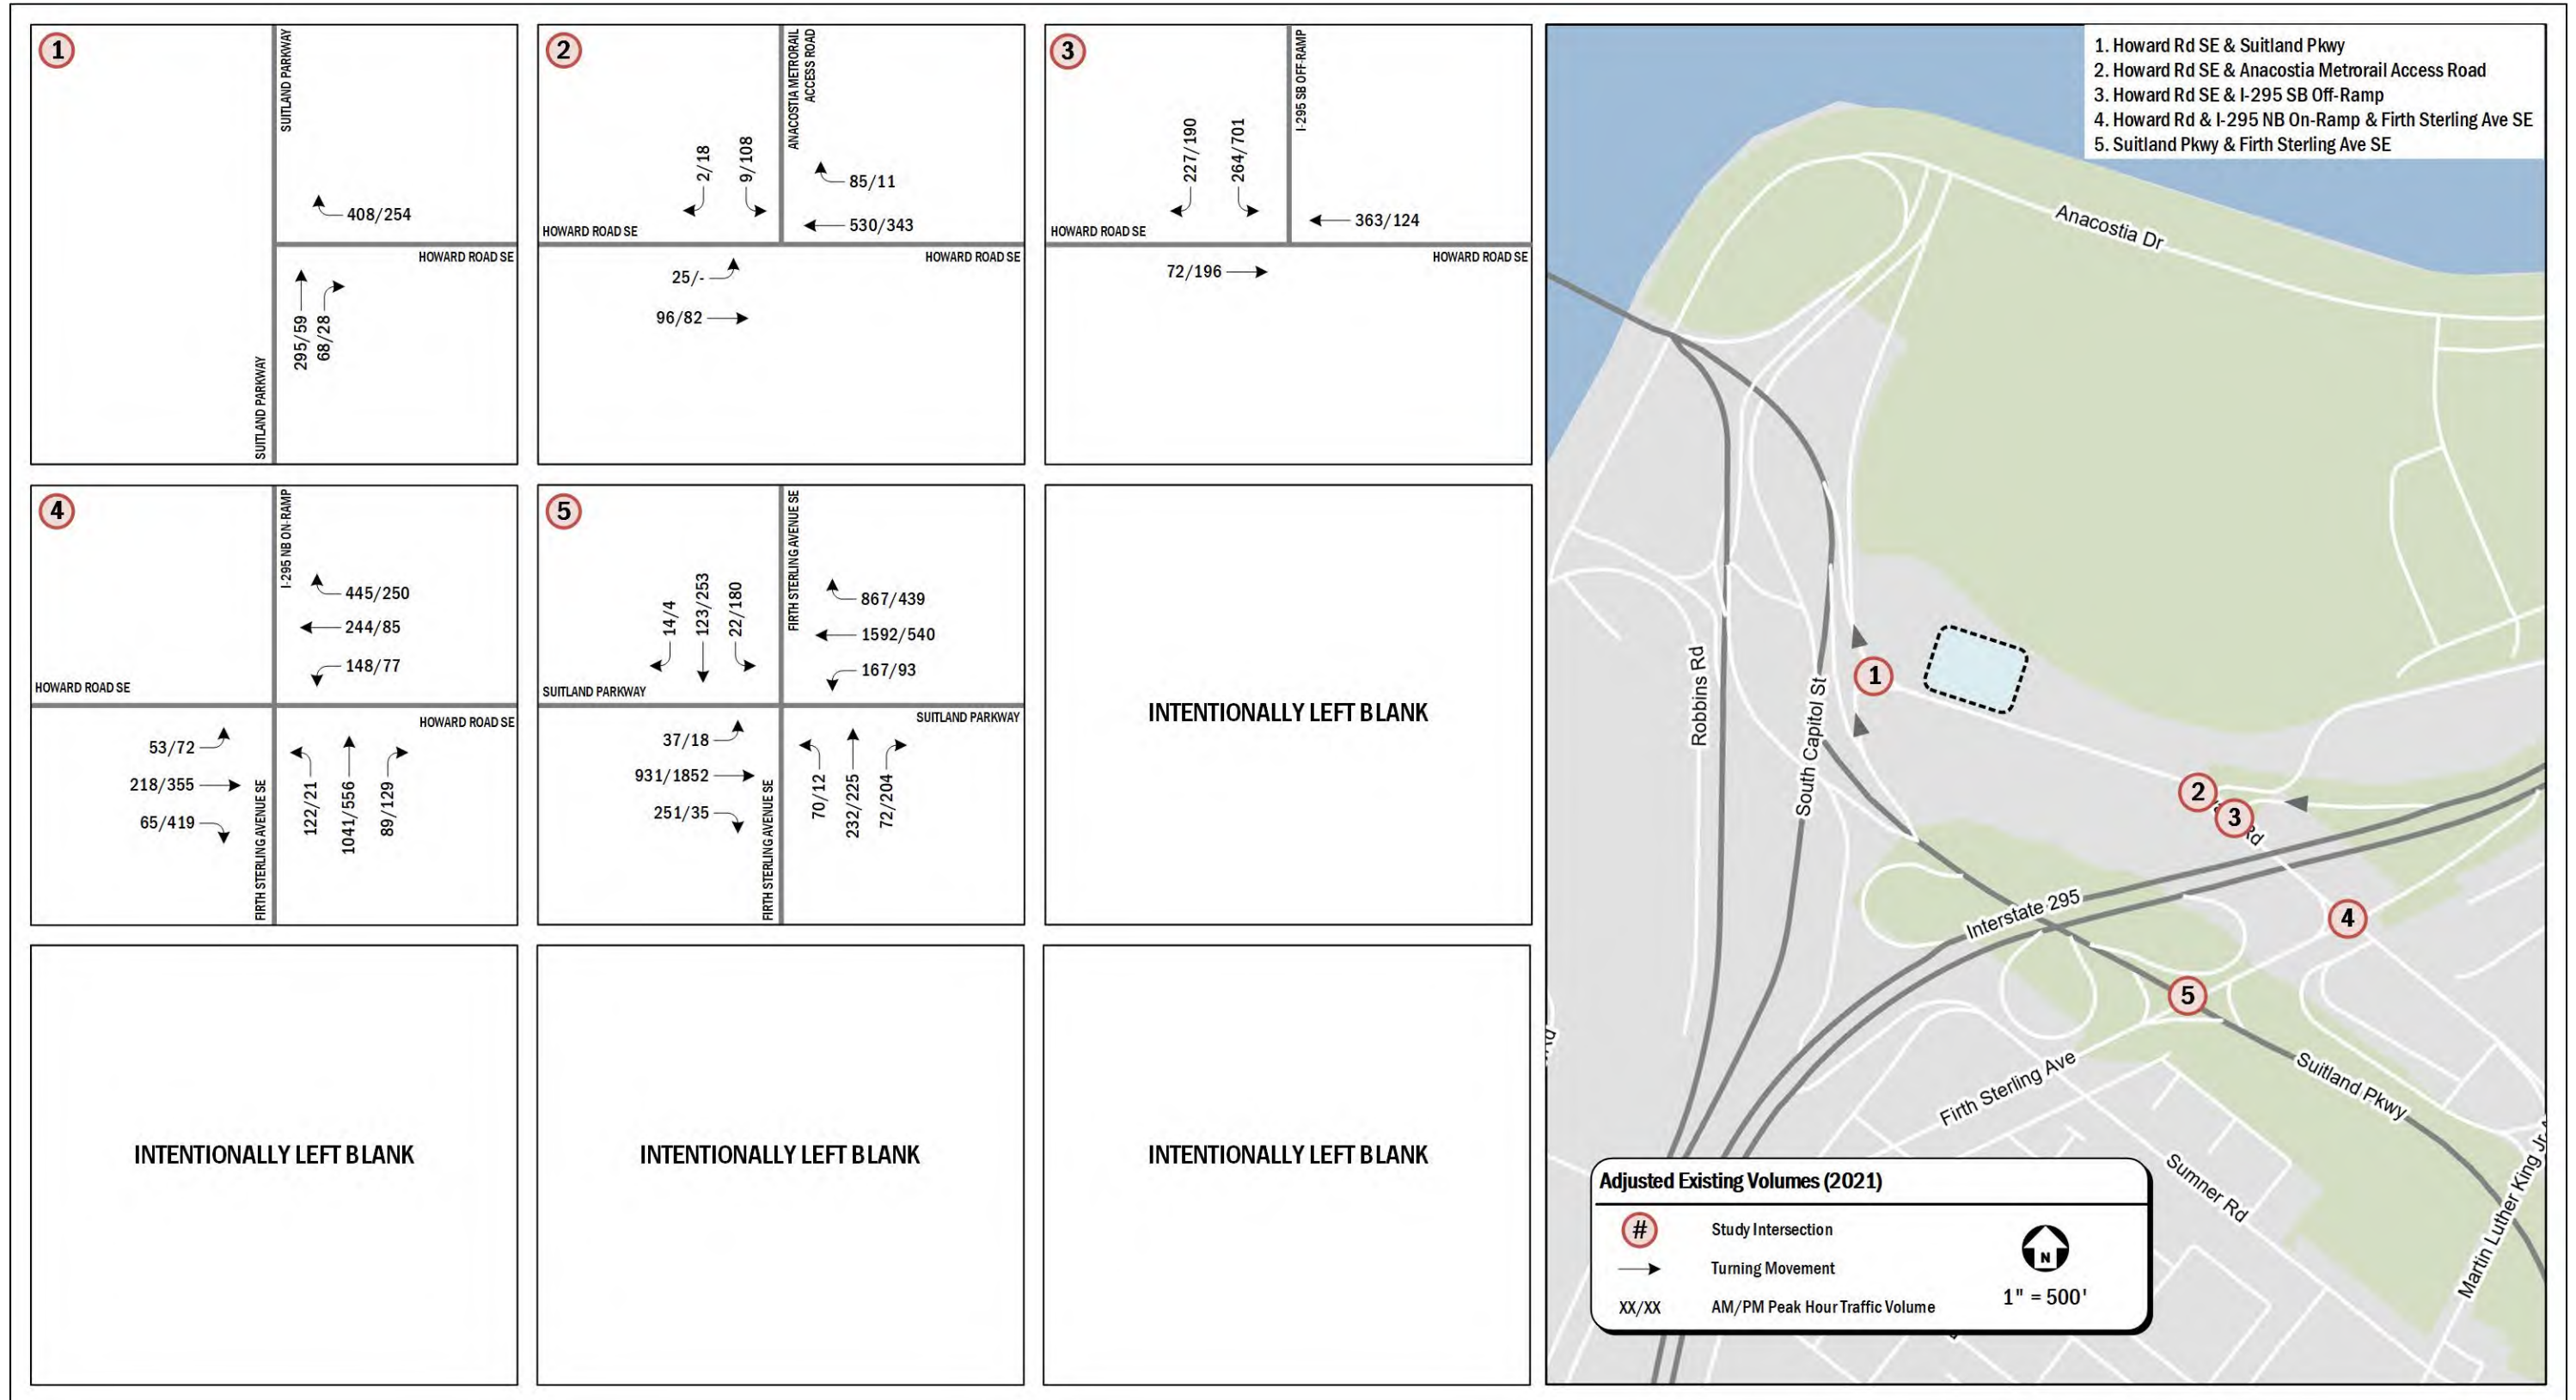 1
SUITLAND PARKWAY
408/254
HOWARD ROAD SE
295/59
68/28
SUITLAND PARKWAY
2
ANACOSTIA METRORAIL
ACCESS ROAD
2/18
9/108
85/11
530/343
HOWARD ROAD SE
HOWARD ROAD SE
25/-
96/82
3
I-295 SB OFF-RAMP
227/190
264/701
363/124
HOWARD ROAD SE
HOWARD ROAD SE
72/196
4
I-295 NB ON-RAMP
445/250
244/85
148/77
HOWARD ROAD SE
HOWARD ROAD SE
53/72
218/355
65/419
FIRTH STERLING AVENUE SE
122/21
1041/556
89/129
5
FIRTH STERLING AVENUE SE
14/4
123/253
22/180
867/439
1592/540
167/93
SUITLAND PARKWAY
SUITLAND PARKWAY
37/18
931/1852
251/35
FIRTH STERLING AVENUE SE
70/12
232/225
72/204
INTENTIONALLY LEFT BLANK
INTENTIONALLY LEFT BLANK
INTENTIONALLY LEFT BLANK
INTENTIONALLY LEFT BLANK
1. Howard Rd SE & Suitland Pkwy
2. Howard Rd SE & Anacostia Metrorail Access Road
3. Howard Rd SE & I-295 SB Off-Ramp
4. Howard Rd & I-295 NB On-Ramp & Firth Sterling Ave SE
5. Suitland Pkwy & Firth Sterling Ave SE
Anacostia Dr
Robbins Rd
South Capitol St
1
2
3
Rd
4
Interstate 295
5
Firth Sterling Ave
Suitland Pkwy
Sumner Rd
Martin Luther King Jr
Rd
Adjusted Existing Volumes (2021)
# Study Intersection
Turning Movement
XX/XX AM/PM Peak Hour Traffic Volume
N
1" = 500'